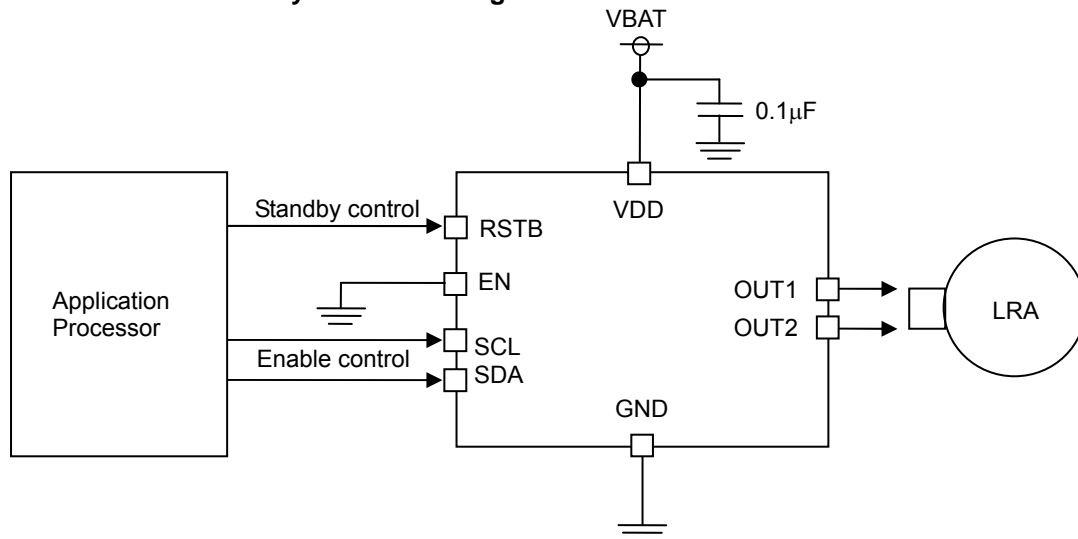 VBAT
0.1μF
Standby control
RSTB
VDD
EN
Application
Processor
OUT1
OUT2
LRA
SCL
Enable control
SDA
GND